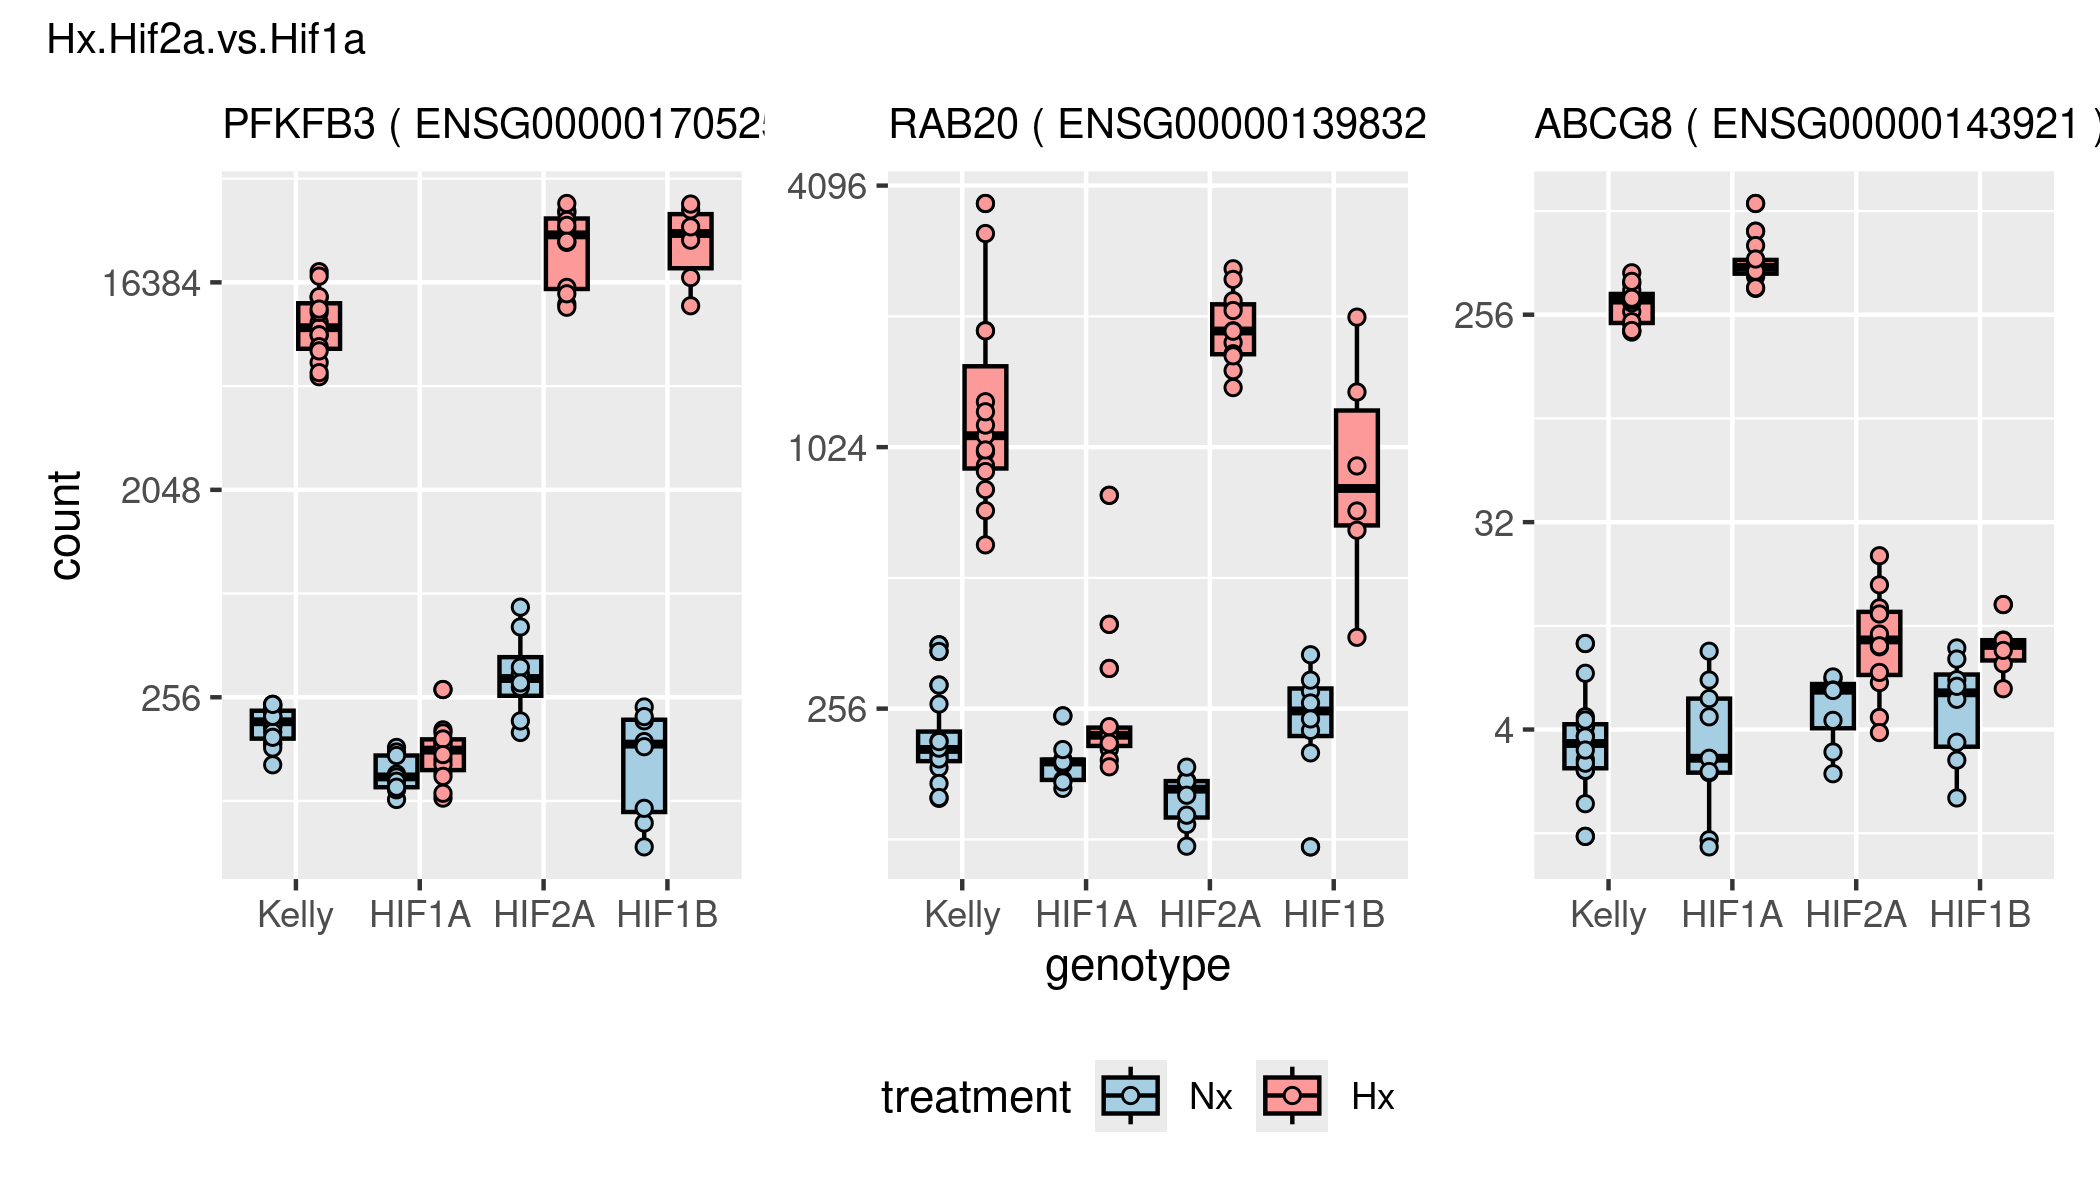 Hx.Hif2a.vs.Hif1a
PFKFB3 ( ENSG00000170525
RAB20 ( ENSG00000139832
ABCG8 ( ENSG00000143921 )
count
16384
2048
256
4096
1024
256
256
32
4
Kelly HIF1A HIF2A HIF1B
Kelly HIF1A HIF2A HIF1B
Kelly HIF1A HIF2A HIF1B
genotype
treatment Nx Hx